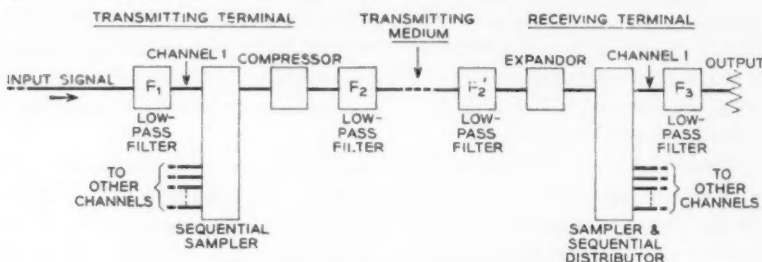 TRANSMITTING TERMINAL
TRANSMITTING
MEDIUM
RECEIVING TERMINAL
CHANNEL 1
COMPRESSOR
EXPANDOR
CHANNEL 1
OUTPUT
INPUT SIGNAL
F1
F2
F2'
F3
LOW-
PASS
FILTER
LOW-
PASS
FILTER
LOW-
PASS
FILTER
LOW-
PASS
FILTER
TO
OTHER
CHANNELS
TO
OTHER
CHANNELS
SEQUENTIAL
SAMPLER
SAMPLER &
SEQUENTIAL
DISTRIBUTOR